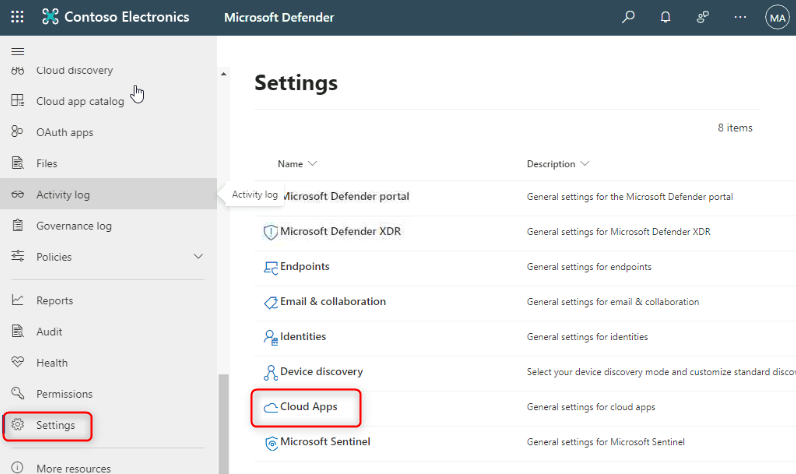 Contoso Electronics
Microsoft Defender
MA
Cloud discovery
Cloud app catalog
OAuth apps
Files
Activity log
Governance log
Policies
Reports
Audit
Health
Permissions
Settings
More resources
Activity log
Settings
8 items
Name
Description
Microsoft Defender portal
General settings for the Microsoft Defender portal
Microsoft Defender XDR
General settings for Microsoft Defender XDR
Endpoints
General settings for endpoints
Email & collaboration
General settings for email & collaboration
Identities
General settings for identities
Device discovery
Select your device discovery mode and customize standard disco
Cloud Apps
General settings for cloud apps
Microsoft Sentinel
General settings for Microsoft Sentinel